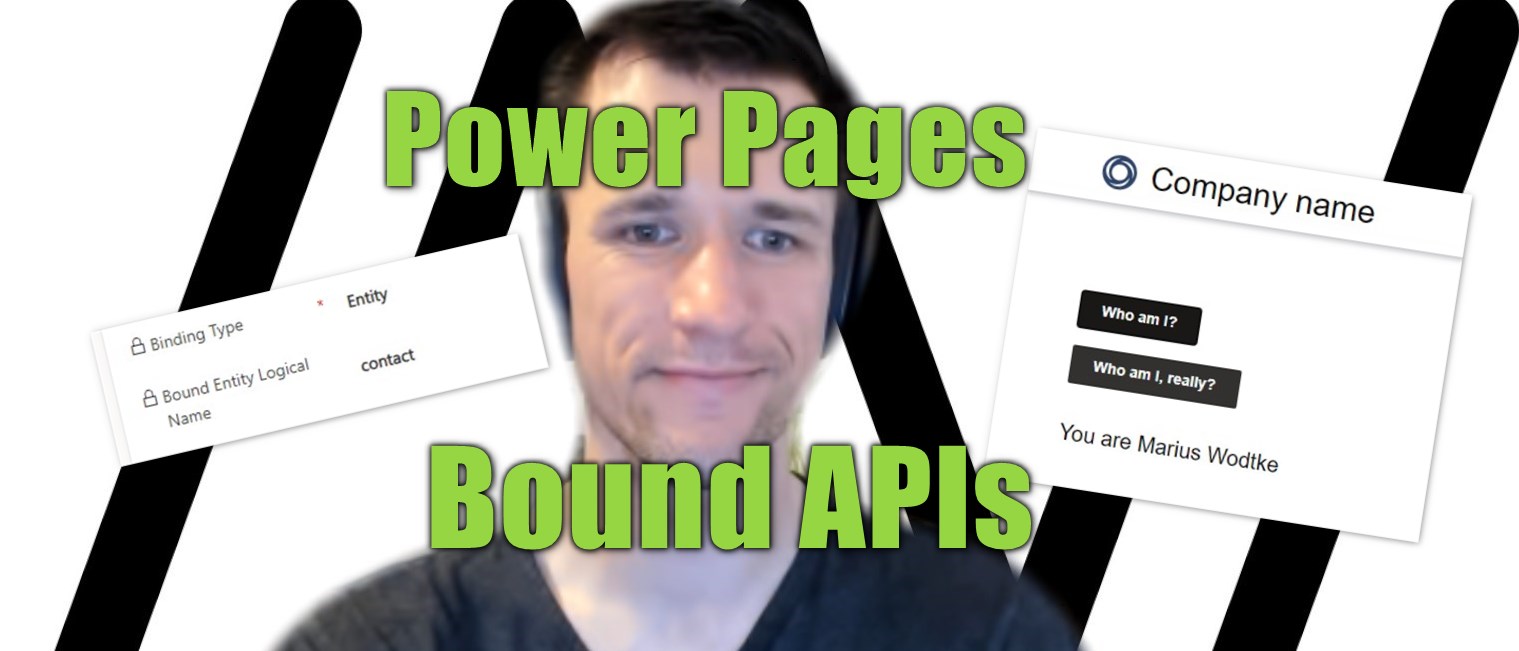 Power Pages
Company name
* Entity
Binding Type
Who am I?
contact
Bound Entity Logical
Name
Who am I, really?
You are Marius Wodtke
Bound APIs